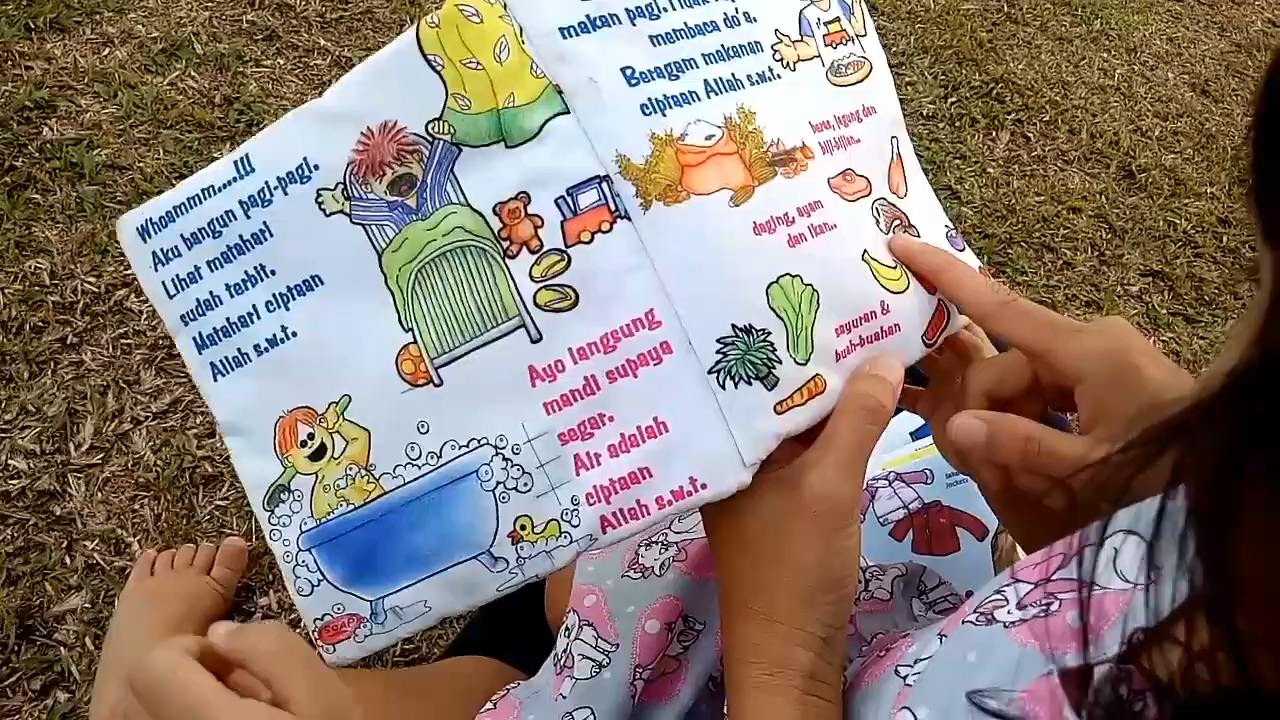 Whoammm....!!!
Aku bangun pagi-pagi.
Lihat matahari
sudah terbit.
Matahari ciptaan
Allah s.w.t.
Ayo langsung
mandi supaya
segar.
Air adalah
ciptaan
Allah s.w.t.
SOAP
makan pagi. Tidak
membaca do'a.
Beragam makanan
ciptaan Allah s.w.t.
beras, jagung dan
biji-bijian..
daging, ayam
dan ikan..
sayuran &
buah-buahan